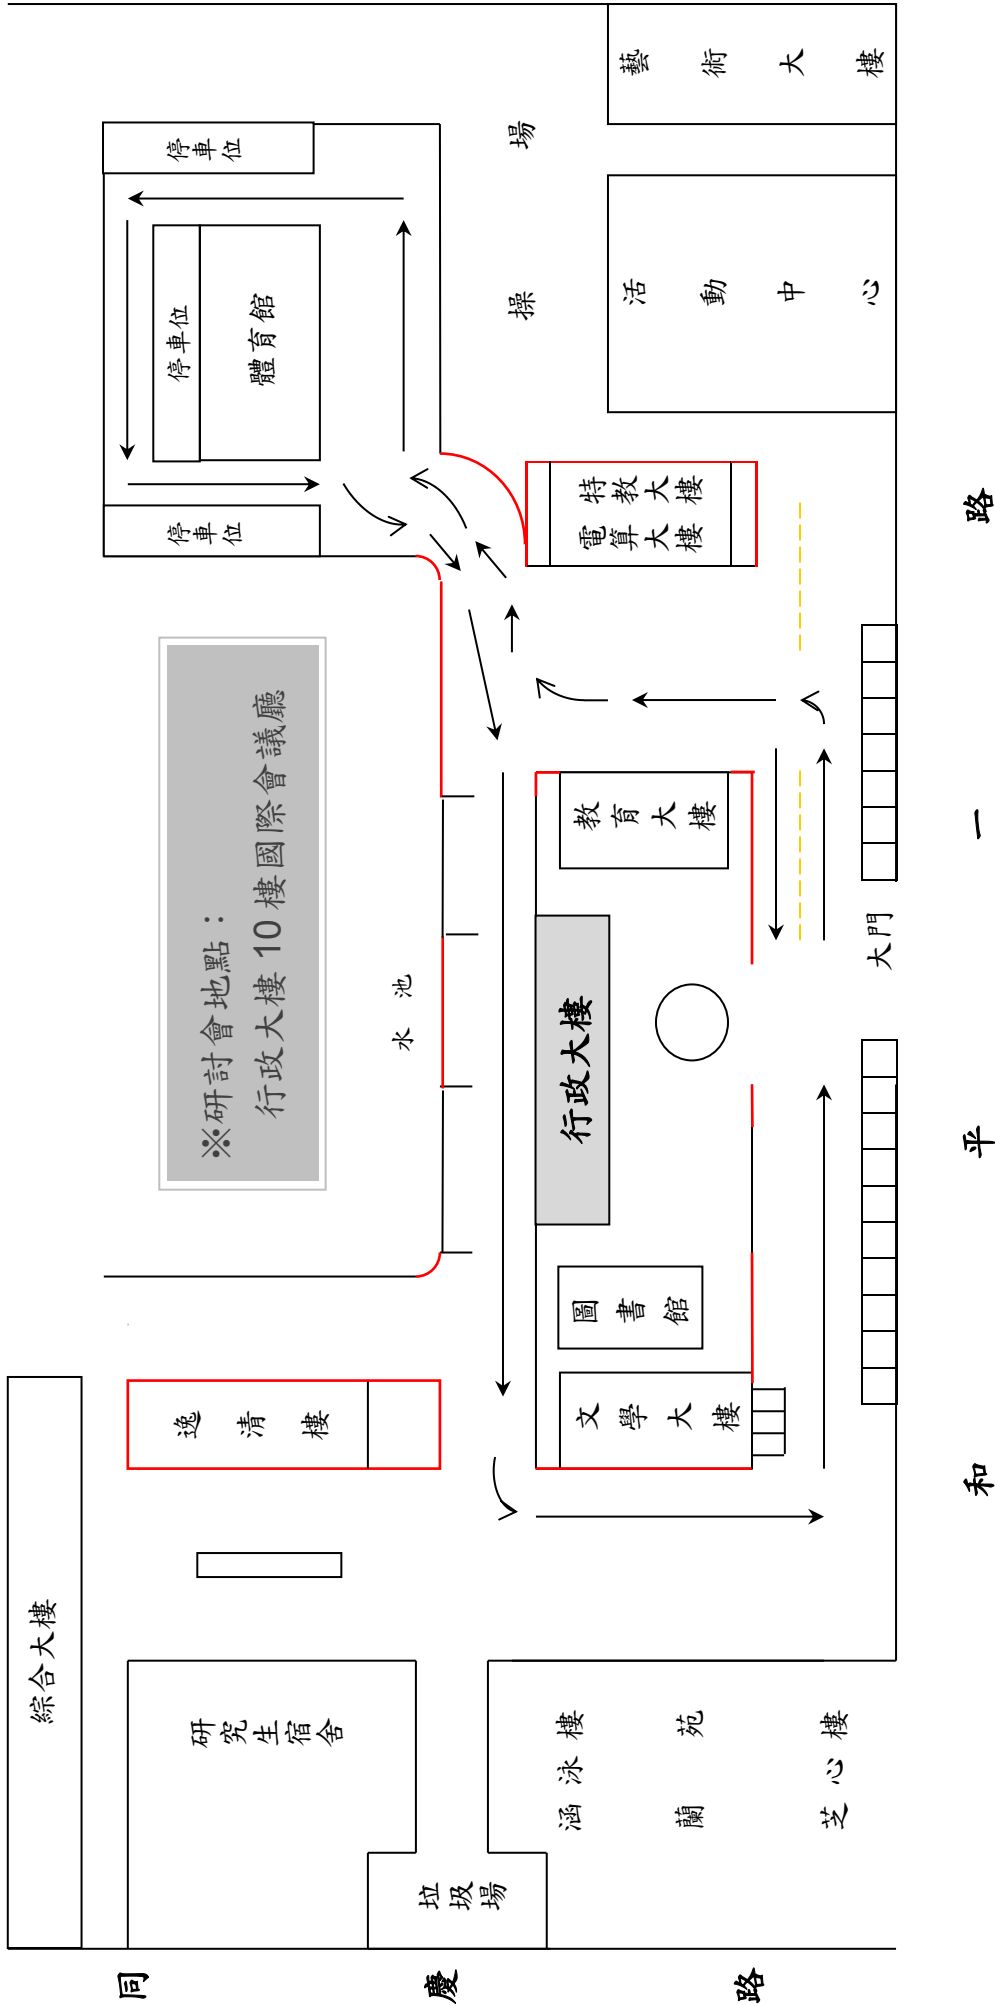 綜合大樓
研究生宿舍
垃圾場
逸清樓
※研討會地點：
行政大樓 10 樓國際會議廳
停車位
停車位
體育館
停車位
水池
操場
涵泳樓
蘭苑
芝心樓
文學大樓
圖書館
行政大樓
教育大樓
電算大樓
特教大樓
活動中心
藝術大樓
大門
同慶路
和平一路